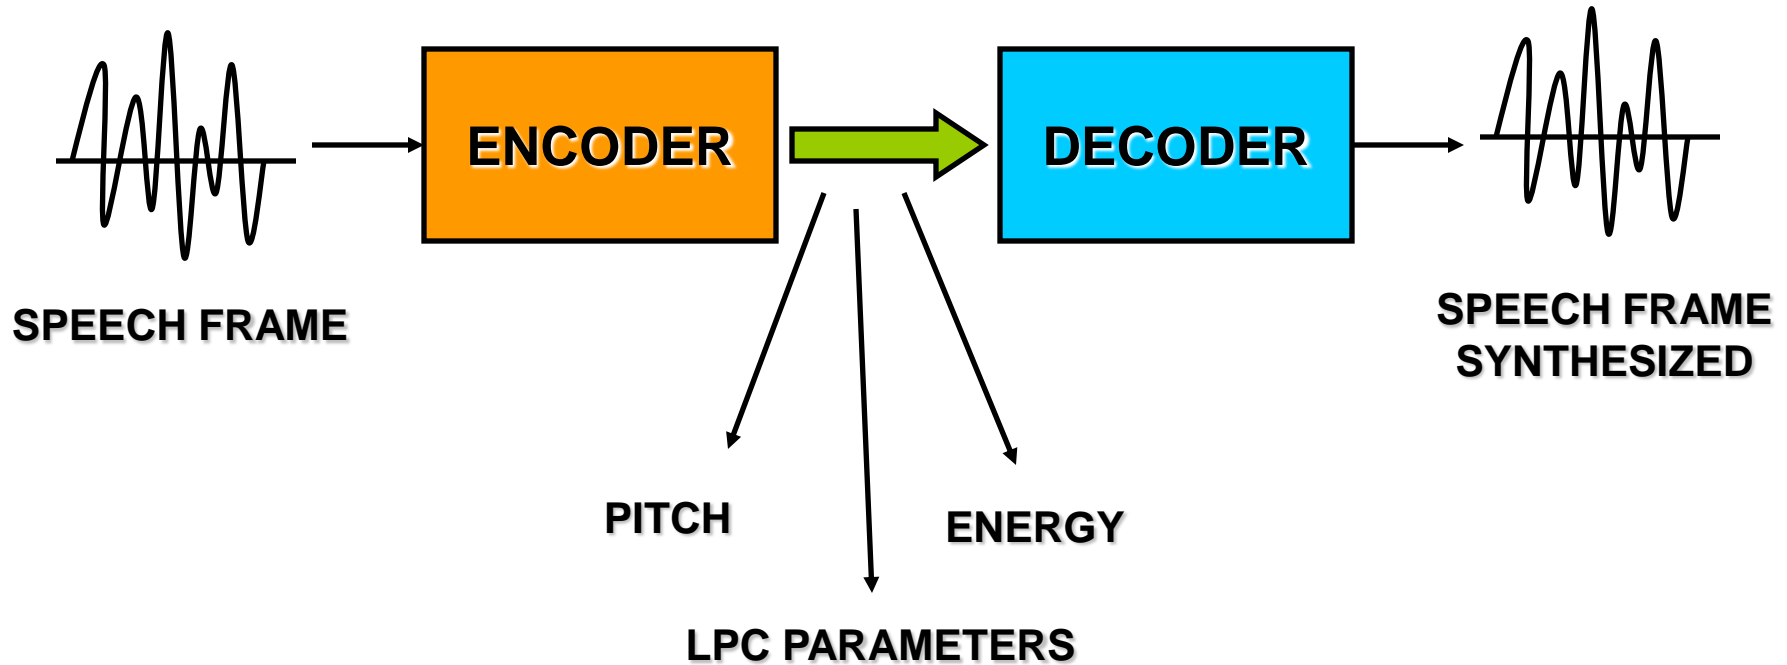 ENCODER
DECODER
SPEECH FRAME
SPEECH FRAME
SYNTHESIZED
PITCH
ENERGY
LPC PARAMETERS